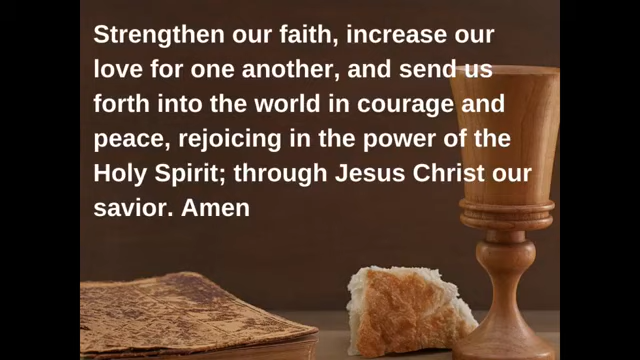 Strengthen our faith, increase our
love for one another, and send us
forth into the world in courage and
peace, rejoicing in the power of the
Holy Spirit; through Jesus Christ our
savior. Amen